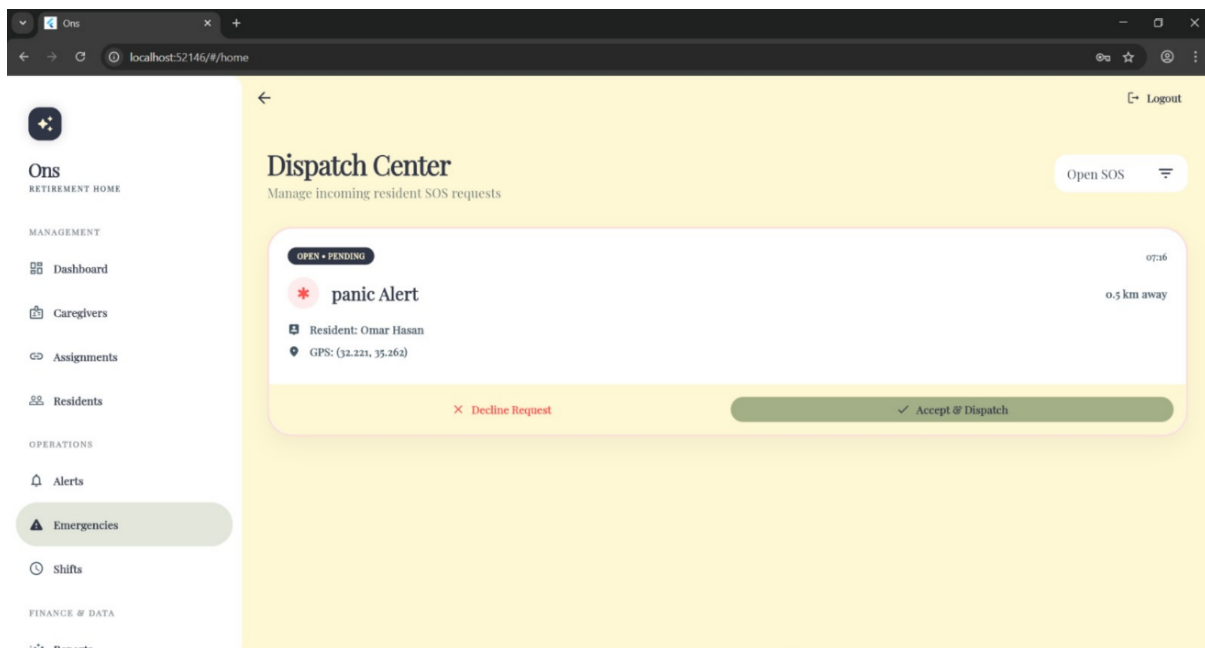 Ons
localhost:52146/#/home
Logout
Ons
RETIREMENT HOME
MANAGEMENT
Dashboard
Caregivers
Assignments
Residents
OPERATIONS
Alerts
Emergencies
Shifts
FINANCE & DATA
Dispatch Center
Manage incoming resident SOS requests
Open SOS
OPEN • PENDING
07:16
panic Alert
0.5 km away
Resident: Omar Hasan
GPS: (32.221, 35.262)
Decline Request
Accept & Dispatch